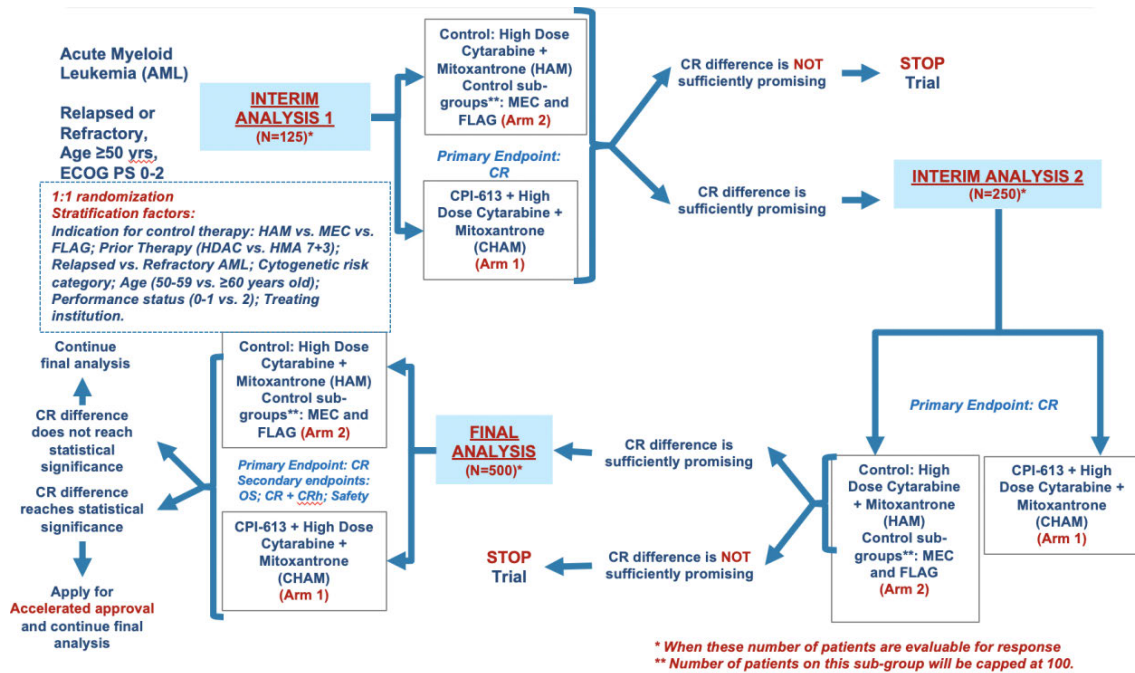 Acute Myeloid
Leukemia (AML)
Relapsed or
Refractory,
Age ≥50 yrs,
ECOG PS 0-2
INTERIM
ANALYSIS 1
(N=125)*
1:1 randomization
Stratification factors:
Indication for control therapy: HAM vs. MEC vs.
FLAG; Prior Therapy (HDAC vs. HMA 7+3);
Relapsed vs. Refractory AML; Cytogenetic risk
category; Age (50-59 vs. ≥60 years old);
Performance status (0-1 vs. 2); Treating
institution.
Control: High Dose
Cytarabine +
Mitoxantrone (HAM)
Control sub-
groups**: MEC and
FLAG (Arm 2)
Primary Endpoint:
CR
CPI-613 + High
Dose Cytarabine +
Mitoxantrone
(CHAM)
(Arm 1)
CR difference is NOT
sufficiently promising
STOP
Trial
CR difference is
sufficiently promising
INTERIM ANALYSIS 2
(N=250)*
Primary Endpoint: CR
Control: High
Dose Cytarabine
+ Mitoxantrone
(HAM)
Control sub-
groups**: MEC
and FLAG
(Arm 2)
CPI-613 + High Dose
Cytarabine +
Mitoxantrone
(CHAM)
(Arm 1)
CR difference is
sufficiently promising
CR difference is NOT
sufficiently promising
STOP
Trial
FINAL
ANALYSIS
(N=500)*
Control: High Dose
Cytarabine +
Mitoxantrone (HAM)
Control sub-
groups**: MEC and
FLAG (Arm 2)
Primary Endpoint: CR
Secondary endpoints:
OS; CR + CRh; Safety
CPI-613 + High Dose
Cytarabine +
Mitoxantrone
(CHAM)
(Arm 1)
Continue
final analysis
CR difference
does not reach
statistical
significance
CR difference
reaches statistical
significance
Apply for
Accelerated approval
and continue final
analysis
* When these number of patients are evaluable for response
** Number of patients on this sub-group will be capped at 100.